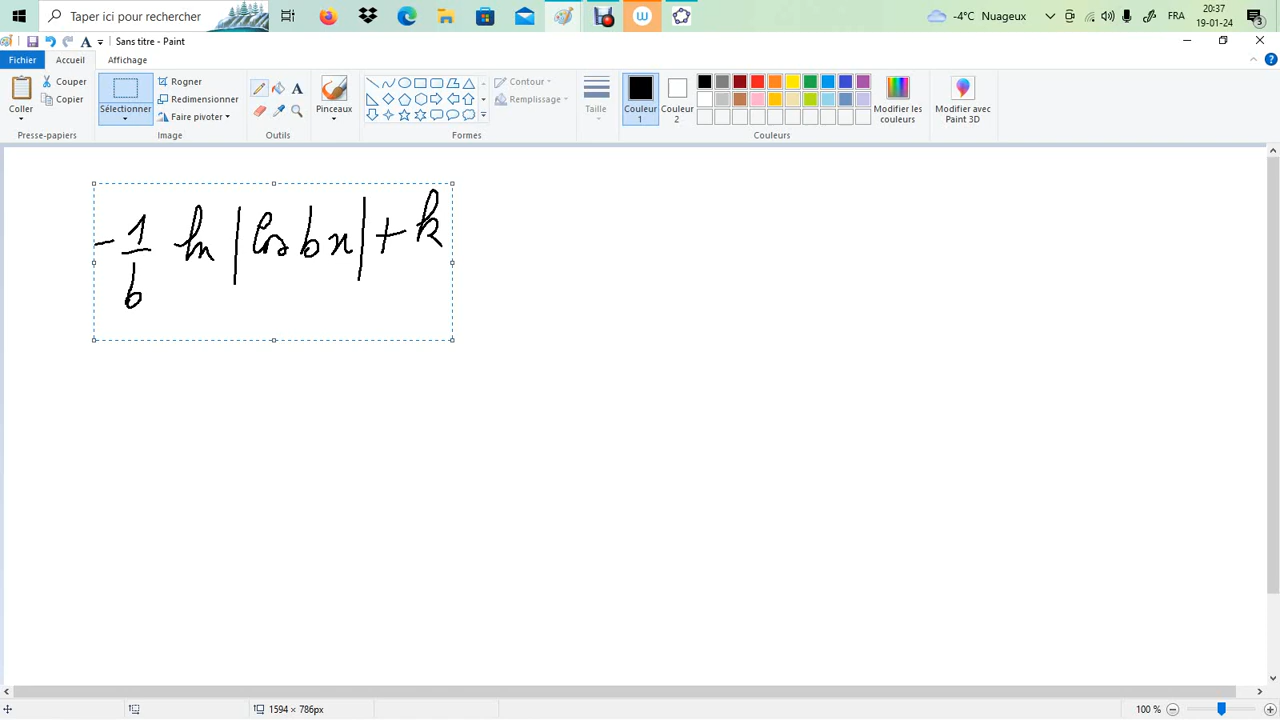 Taper ici pour rechercher
-4°C Nuageux
FRA
20:37
19-01-24
3
Sans titre - Paint
Fichier
Accueil
Affichage
Coller
Couper
Copier
Presse-papiers
Sélectionner
Rogner
Redimensionner
Faire pivoter
Image
A
Outils
Pinceaux
Contour
Remplissage
Formes
Taille
Couleur 1
Couleur 2
Couleurs
Modifier les couleurs
Modifier avec Paint 3D
- 1/b ln |cos bx| + k
1594 × 786px
100 %